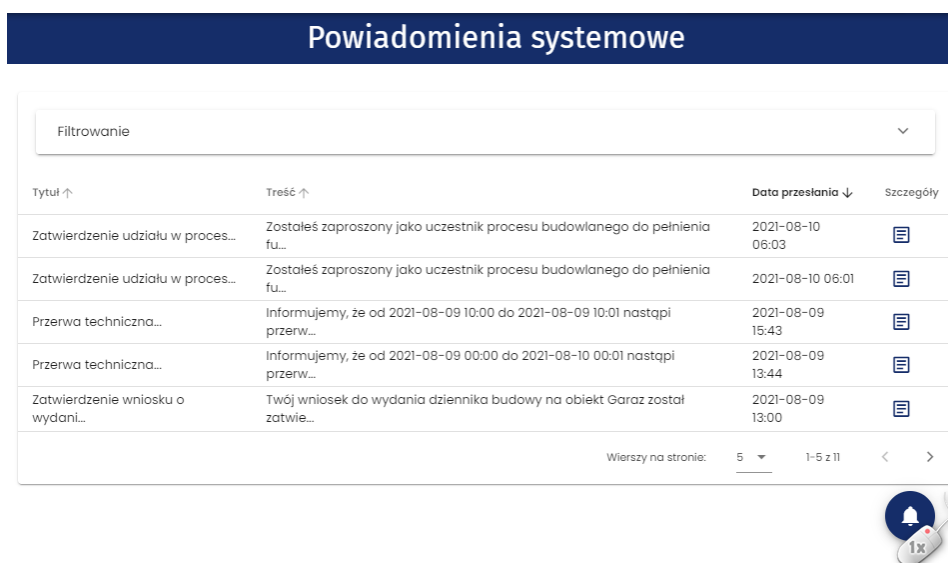 Powiadomienia systemowe
Filtrowanie
Tytuł Treść Data przesłania Szczegóły
Zatwierdzenie udziału w proces...
Zostałeś zaproszony jako uczestnik procesu budowlanego do pełnienia
fu...
2021-08-10
06:03
Zatwierdzenie udziału w proces...
Zostałeś zaproszony jako uczestnik procesu budowlanego do pełnienia
fu...
2021-08-10 06:01
Przerwa techniczna...
Informujemy, że od 2021-08-09 10:00 do 2021-08-09 10:01 nastąpi
przerw...
2021-08-09
15:43
Przerwa techniczna...
Informujemy, że od 2021-08-09 00:00 do 2021-08-10 00:01 nastąpi
przerw...
2021-08-09
13:44
Zatwierdzenie wniosku o
wydani...
Twój wniosek do wydania dziennika budowy na obiekt Garaz został
zatwie...
2021-08-09
13:00
Wierszy na stronie: 5 1-5 z 11
1x